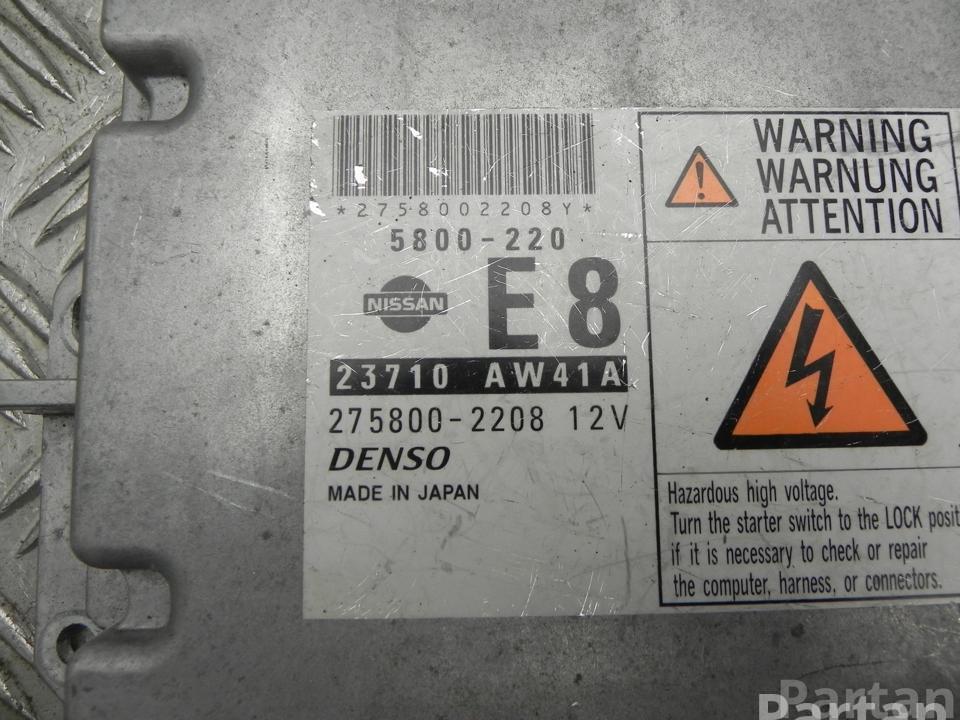 *2758002208Y*
5800-220
NISSAN
E8
23710 AW41A
275800-2208 12V
DENSO
MADE IN JAPAN
!
WARNING
WARNUNG
ATTENTION
Hazardous high voltage.
Turn the starter switch to the LOCK posit
if it is necessary to check or repair
the computer, harness, or connectors.
Partan
Partan